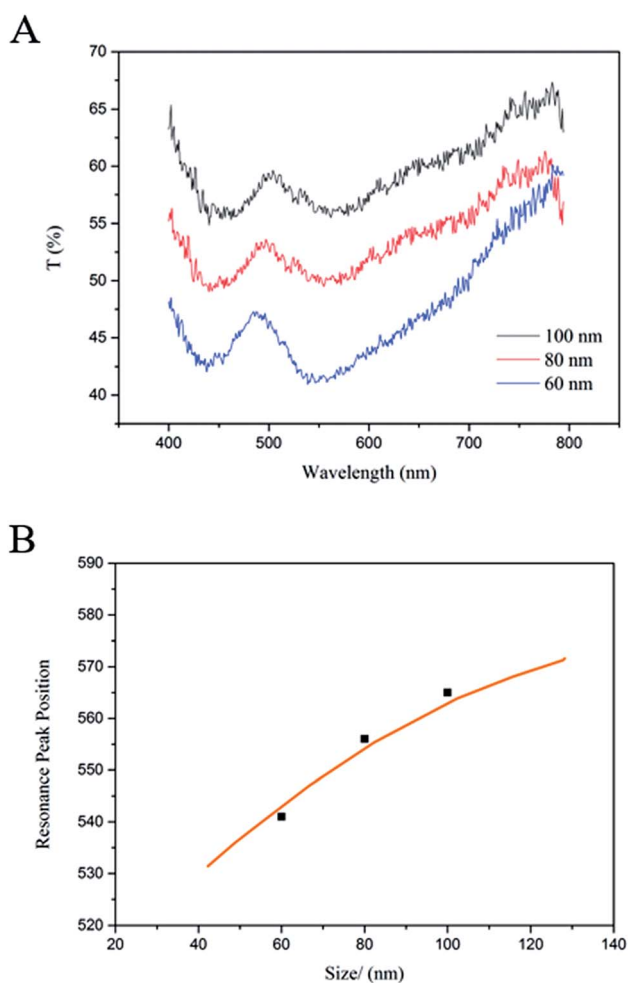 A
70
65
60
55
50
45
40
T (%)
100 nm
80 nm
60 nm
400 500 600 700 800
Wavelength (nm)
B
590
580
570
560
550
540
530
520
Resonance Peak Position
20 40 60 80 100 120 140
Size/ (nm)